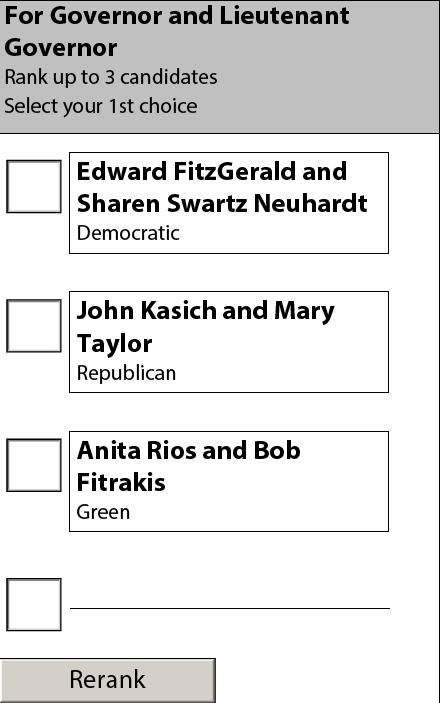 For Governor and Lieutenant
Governor
Rank up to 3 candidates
Select your 1st choice
Edward FitzGerald and
Sharen Swartz Neuhardt
Democratic
John Kasich and Mary
Taylor
Republican
Anita Rios and Bob
Fitrakis
Green
Rerank